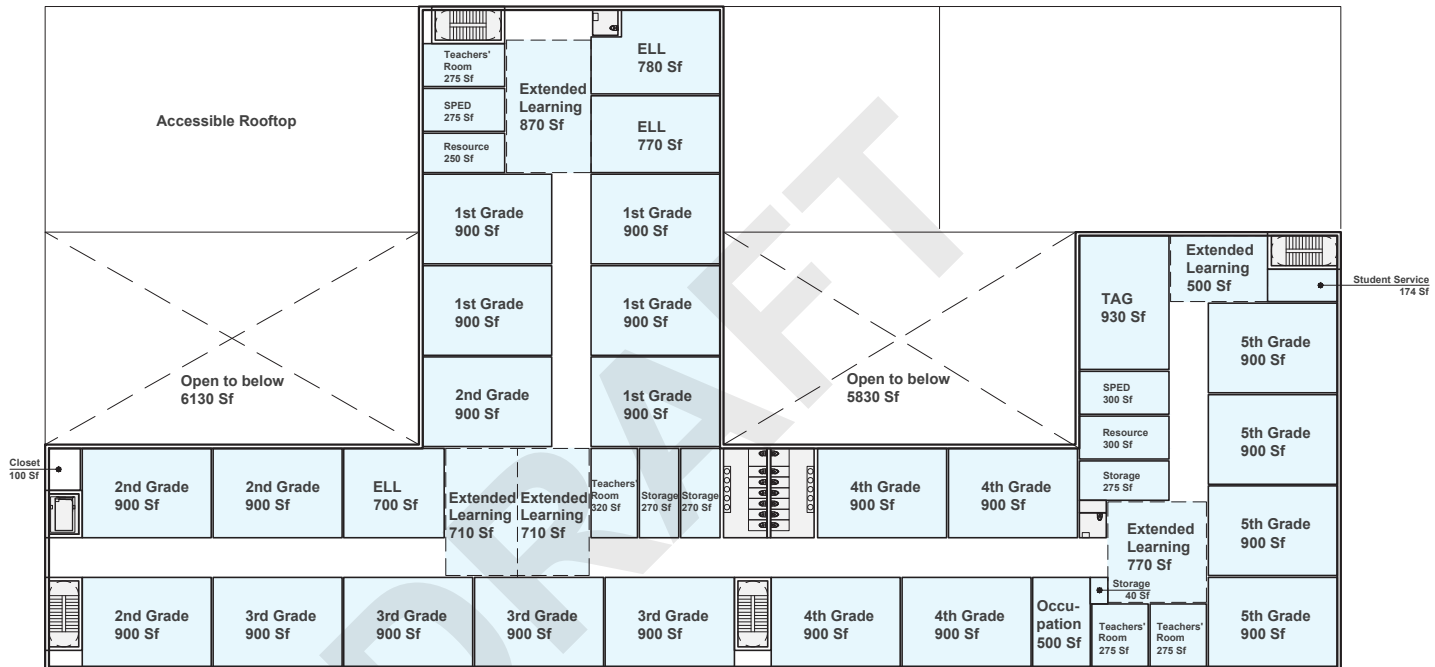 Teachers'
Room
275 Sf
SPED
275 Sf
Resource
250 Sf
Extended
Learning
870 Sf
ELL
780 Sf
ELL
770 Sf
Accessible Rooftop
1st Grade
900 Sf
1st Grade
900 Sf
1st Grade
900 Sf
1st Grade
900 Sf
2nd Grade
900 Sf
1st Grade
900 Sf
Open to below
6130 Sf
Open to below
5830 Sf
TAG
930 Sf
Extended
Learning
500 Sf
Student Service
174 Sf
5th Grade
900 Sf
SPED
300 Sf
Resource
300 Sf
Storage
275 Sf
5th Grade
900 Sf
5th Grade
900 Sf
Closet
100 Sf
2nd Grade
900 Sf
2nd Grade
900 Sf
ELL
700 Sf
Extended
Learning
710 Sf
Extended
Learning
710 Sf
Teachers'
Room
320 Sf
Storage
270 Sf
Storage
270 Sf
4th Grade
900 Sf
4th Grade
900 Sf
Extended
Learning
770 Sf
Storage
40 Sf
2nd Grade
900 Sf
3rd Grade
900 Sf
3rd Grade
900 Sf
3rd Grade
900 Sf
3rd Grade
900 Sf
4th Grade
900 Sf
4th Grade
900 Sf
Occu-
pation
500 Sf
Teachers'
Room
275 Sf
Teachers'
Room
275 Sf
5th Grade
900 Sf
DRAFT